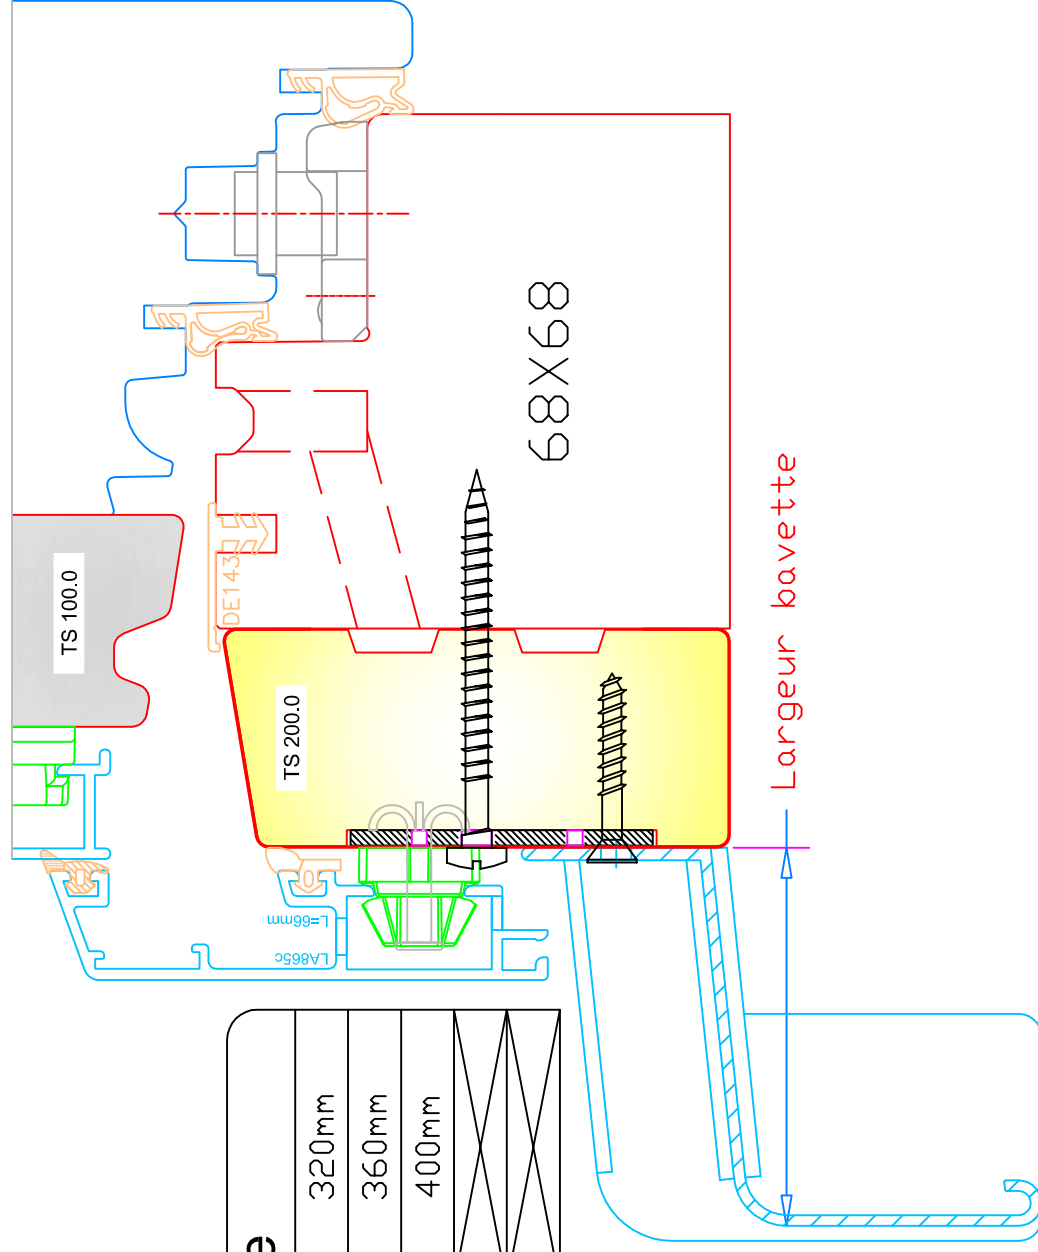 TS 100.0
DE143
68X68
TS 200.0
Largeur bavette
L=66mm
LA865c
e
320mm
360mm
400mm